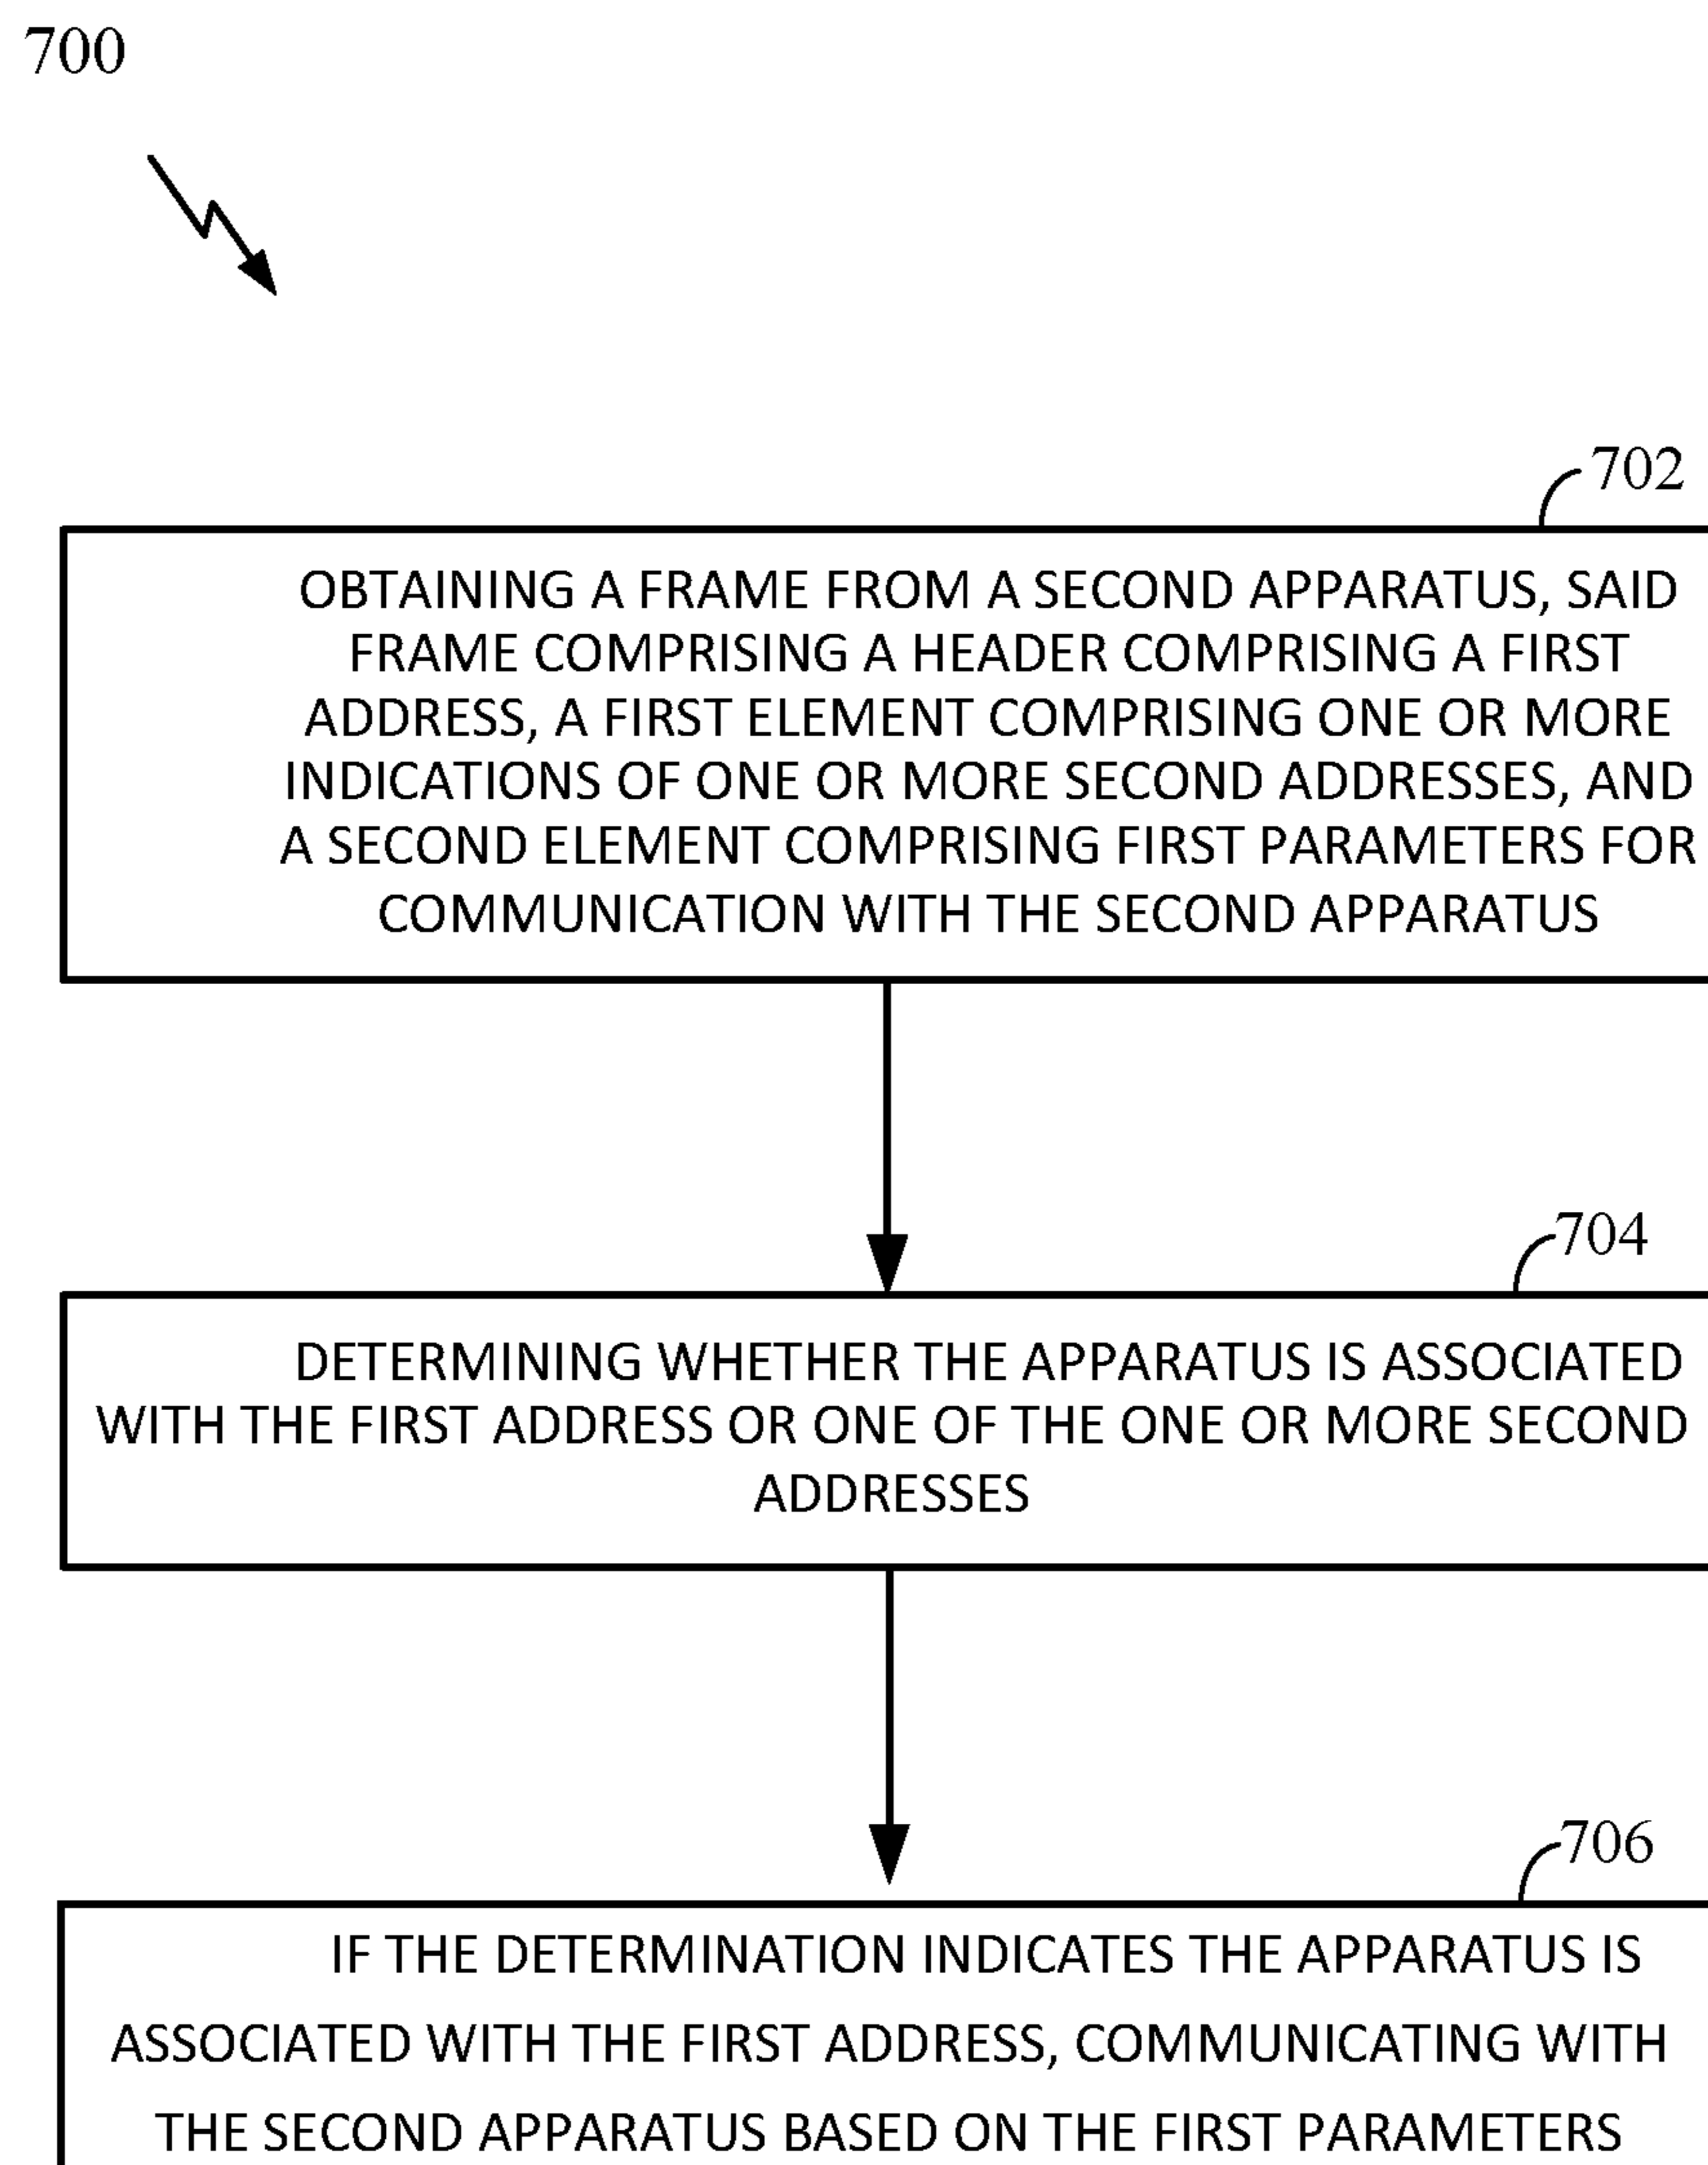 700
702
OBTAINING A FRAME FROM A SECOND APPARATUS, SAID
FRAME COMPRISING A HEADER COMPRISING A FIRST
ADDRESS, A FIRST ELEMENT COMPRISING ONE OR MORE
INDICATIONS OF ONE OR MORE SECOND ADDRESSES, AND
A SECOND ELEMENT COMPRISING FIRST PARAMETERS FOR
COMMUNICATION WITH THE SECOND APPARATUS
704
DETERMINING WHETHER THE APPARATUS IS ASSOCIATED
WITH THE FIRST ADDRESS OR ONE OF THE ONE OR MORE SECOND
ADDRESSES
706
IF THE DETERMINATION INDICATES THE APPARATUS IS
ASSOCIATED WITH THE FIRST ADDRESS, COMMUNICATING WITH
THE SECOND APPARATUS BASED ON THE FIRST PARAMETERS